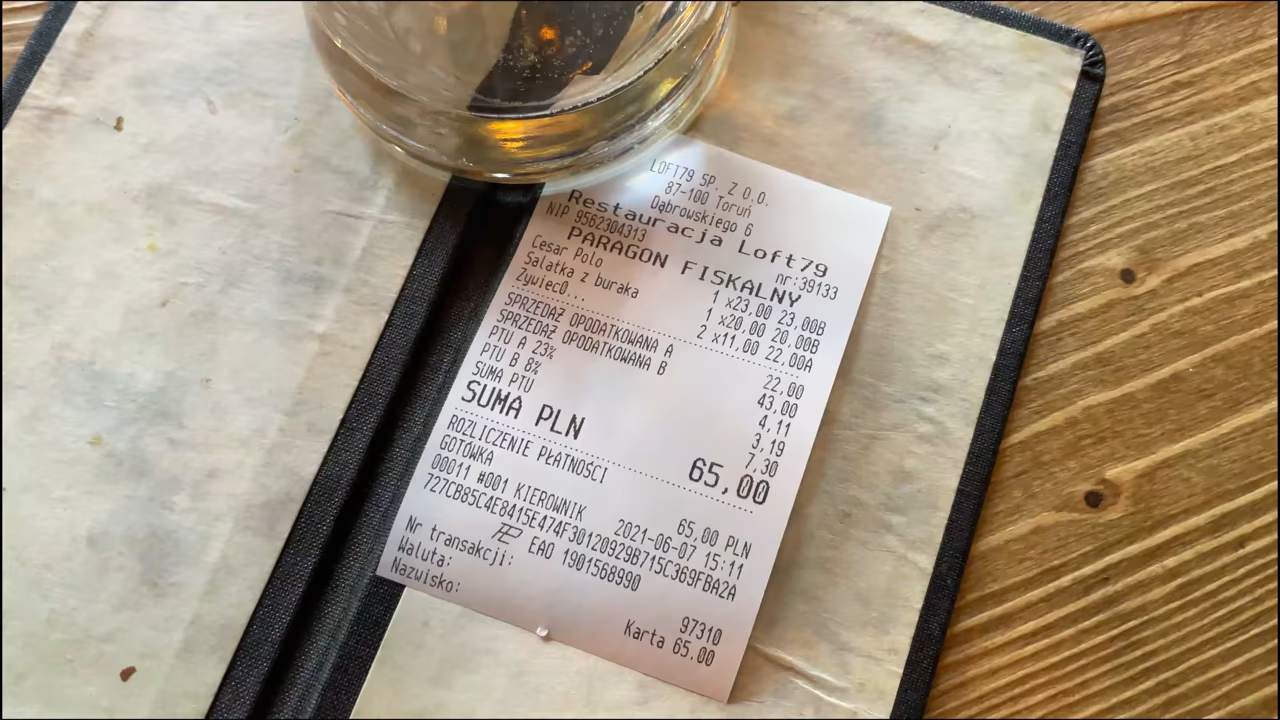 LOFT79 SP. Z O.O.
87-100 Toruń
Dąbrowskiego 6
Restauracja Loft79
NIP 9562304313 nr:39133
PARAGON FISKALNY
Cesar Polo 1 x23,00 23,00B
Sałatka z buraka 1 x20,00 20,00B
Żywiec0... 2 x11,00 22,00A
SPRZEDAŻ OPODATKOWANA A 22,00
SPRZEDAŻ OPODATKOWANA B 43,00
PTU A 23% 4,11
PTU B 8% 3,19
SUMA PTU 7,30
SUMA PLN 65,00
ROZLICZENIE PŁATNOŚCI
GOTÓWKA 65,00 PLN
00011 #001 KIEROWNIK 2021-06-07 15:11
727CB85C4E8415E474F30120929B715C369FBA2A
EAO 1901568990
Nr transakcji: 97310
Waluta: Karta 65.00
Nazwisko: